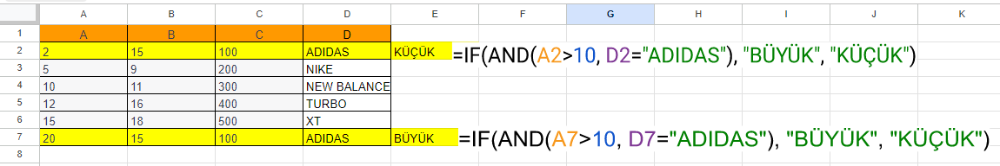 A B C D E F G H I J K
1 A B C D
2 2 15 100 ADIDAS KÜÇÜK =IF(AND(A2>10, D2="ADIDAS"), "BÜYÜK", "KÜÇÜK")
3 5 9 200 NIKE
4 10 11 300 NEW BALANCE
5 12 16 400 TURBO
6 15 18 500 XT
7 20 15 100 ADIDAS BÜYÜK =IF(AND(A7>10, D7="ADIDAS"), "BÜYÜK", "KÜÇÜK")
8